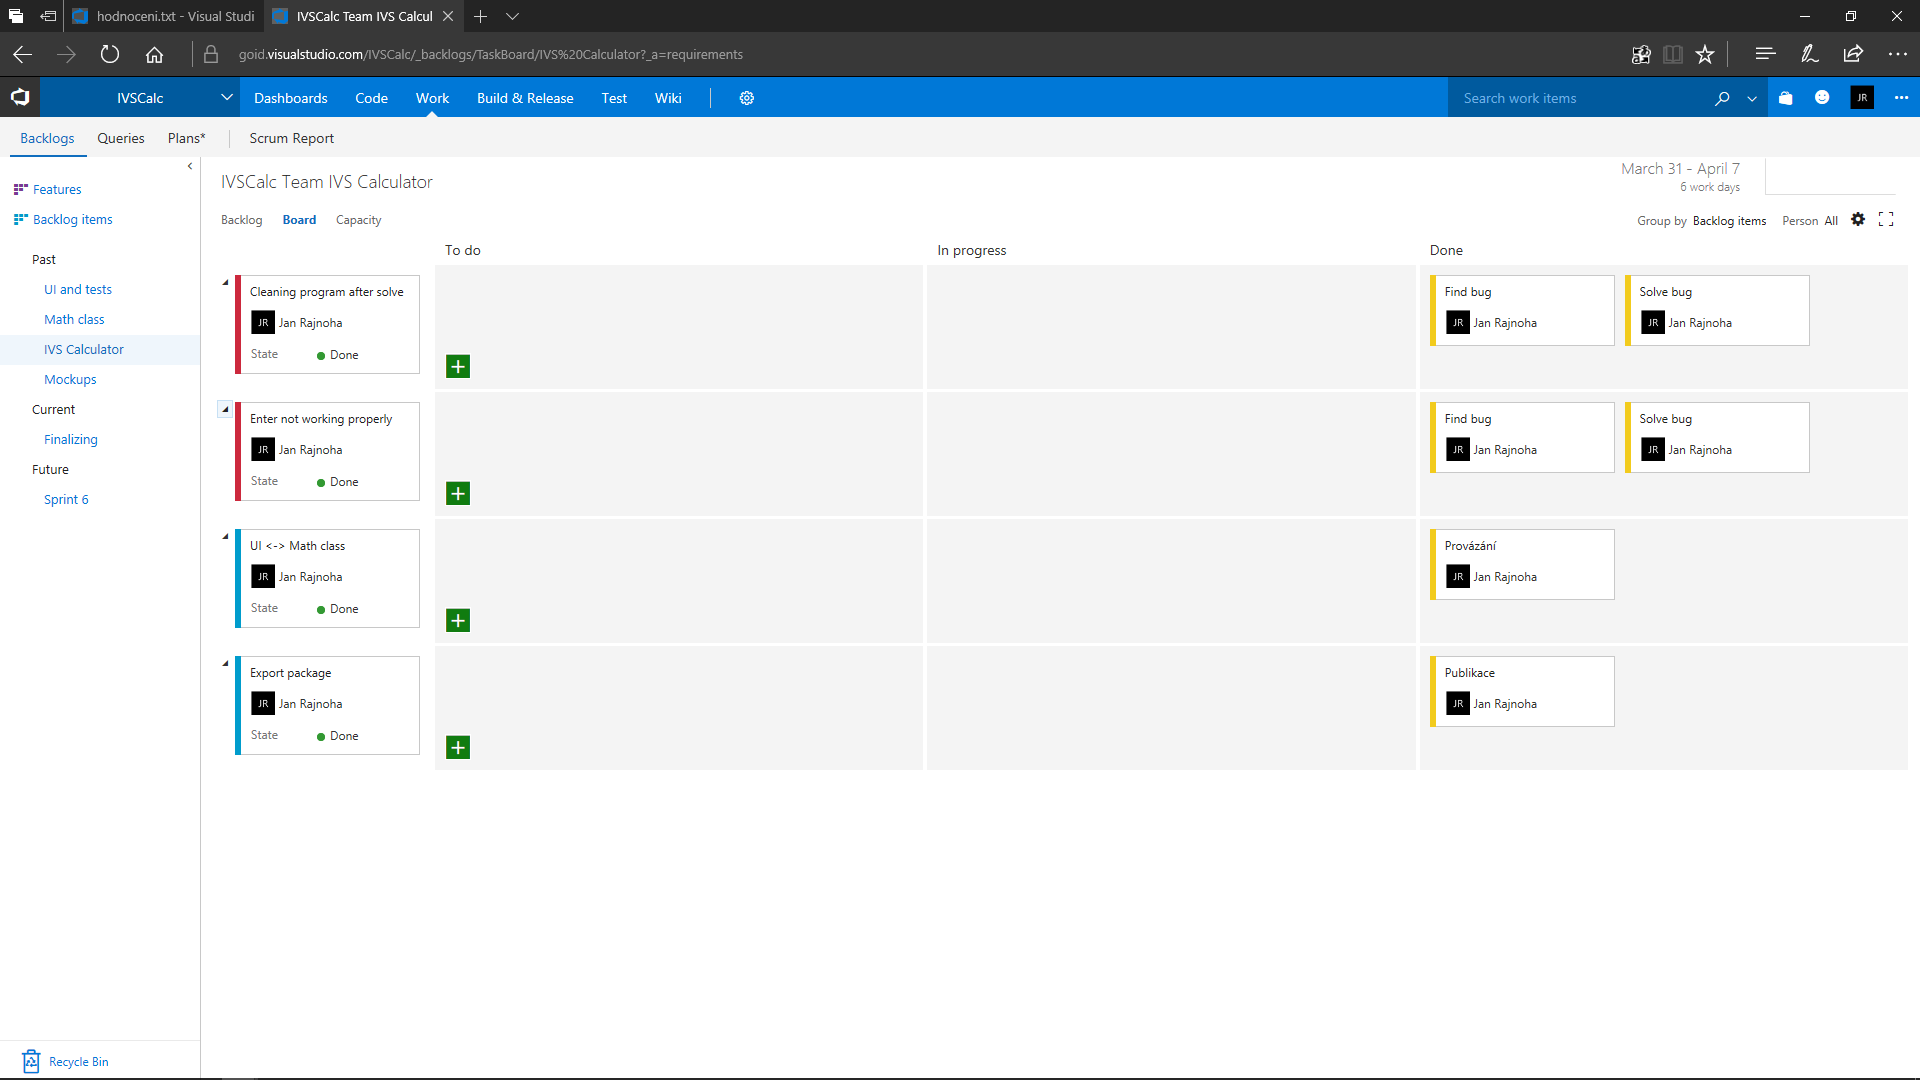 hodnoceni.txt - Visual Studi
IVSCalc Team IVS Calcul
goid.visualstudio.com/IVSCalc/_backlogs/TaskBoard/IVS%20Calculator?_a=requirements
IVSCalc Dashboards Code Work Build & Release Test Wiki Search work items JR
Backlogs Queries Plans* Scrum Report
Features
Backlog items
Past
UI and tests
Math class
IVS Calculator
Mockups
Current
Finalizing
Future
Sprint 6
Recycle Bin
IVSCalc Team IVS Calculator
March 31 - April 7
6 work days
Backlog Board Capacity
Group by Backlog items Person All
To do In progress Done
Cleaning program after solve
JR Jan Rajnoha
State Done
Find bug
JR Jan Rajnoha
Solve bug
JR Jan Rajnoha
Enter not working properly
JR Jan Rajnoha
State Done
Find bug
JR Jan Rajnoha
Solve bug
JR Jan Rajnoha
UI <-> Math class
JR Jan Rajnoha
State Done
Provázání
JR Jan Rajnoha
Export package
JR Jan Rajnoha
State Done
Publikace
JR Jan Rajnoha